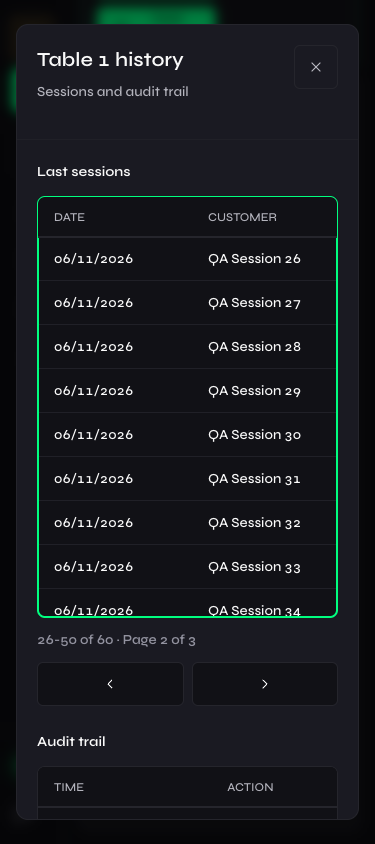 Table 1 history
Sessions and audit trail
Last sessions
DATE CUSTOMER
06/11/2026 QA Session 26
06/11/2026 QA Session 27
06/11/2026 QA Session 28
06/11/2026 QA Session 29
06/11/2026 QA Session 30
06/11/2026 QA Session 31
06/11/2026 QA Session 32
06/11/2026 QA Session 33
06/11/2026 QA Session 34
26-50 of 60 · Page 2 of 3
Audit trail
TIME ACTION